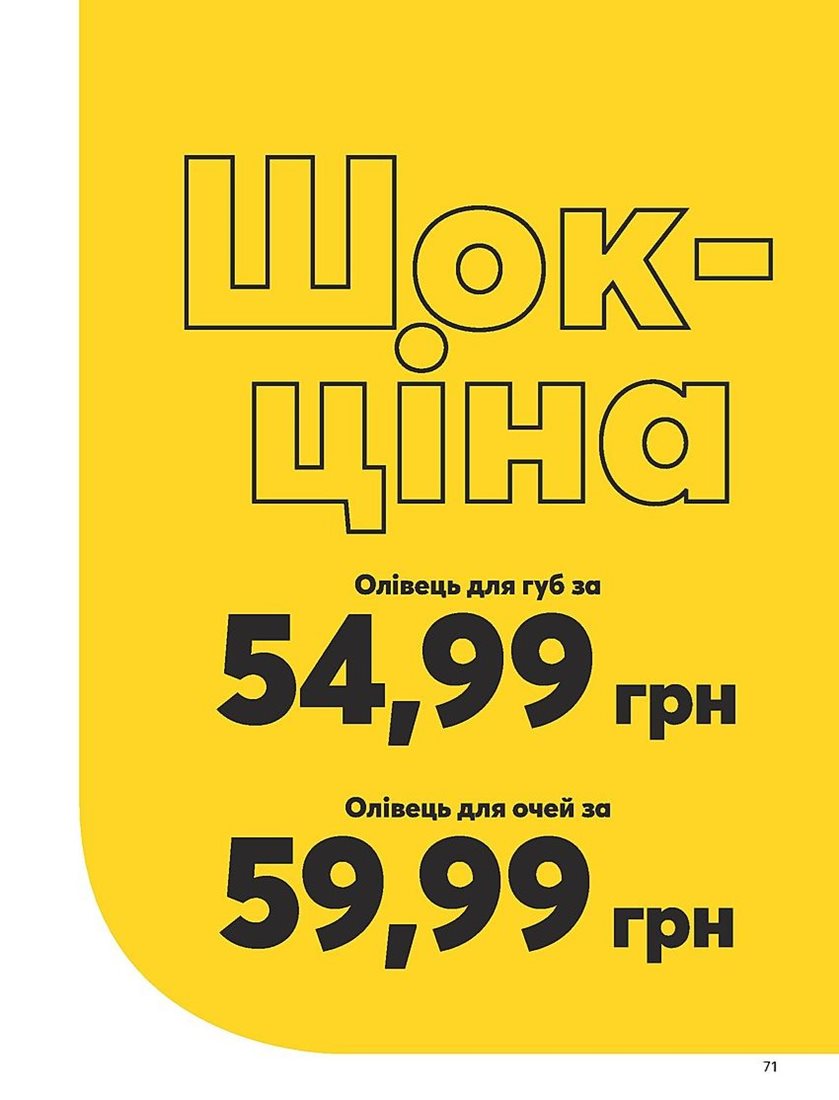 Шок-
ціна
Олівець для губ за
54,99 грн
Олівець для очей за
59,99 грн
71